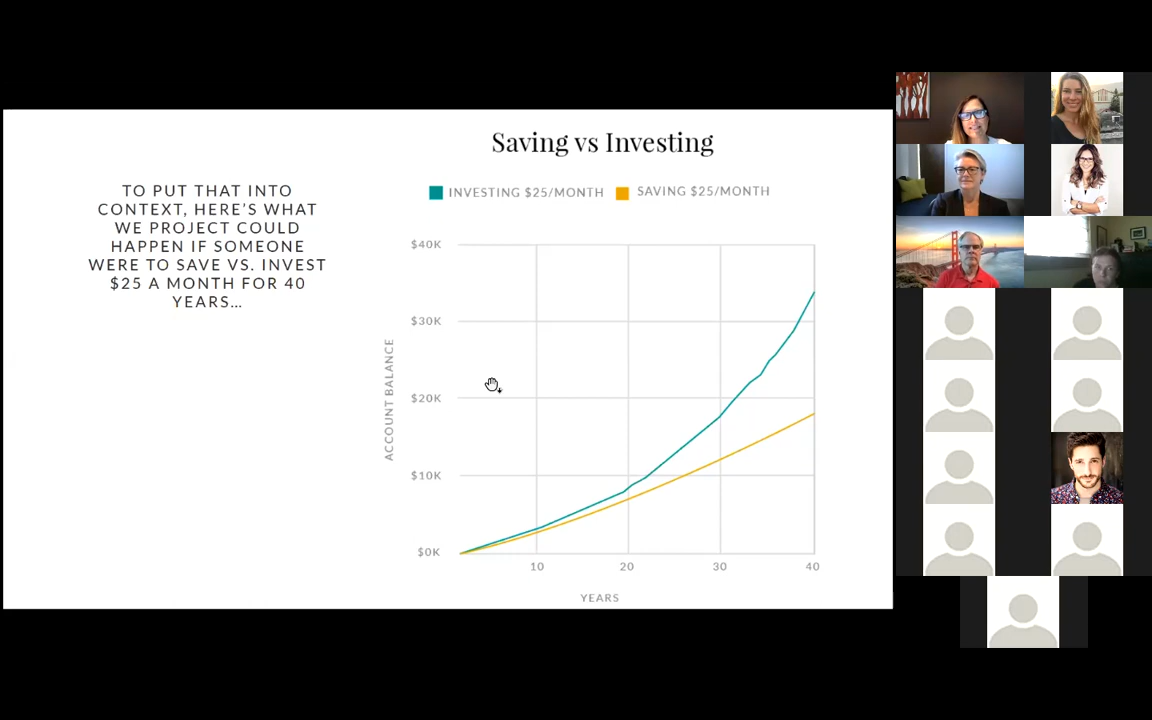 Saving vs Investing
INVESTING $25/MONTH
SAVING $25/MONTH
TO PUT THAT INTO
CONTEXT, HERE'S WHAT
WE PROJECT COULD
HAPPEN IF SOMEONE
WERE TO SAVE VS. INVEST
$25 A MONTH FOR 40
YEARS...
ACCOUNT BALANCE
$40K
$30K
$20K
$10K
$0K
10
20
30
40
YEARS